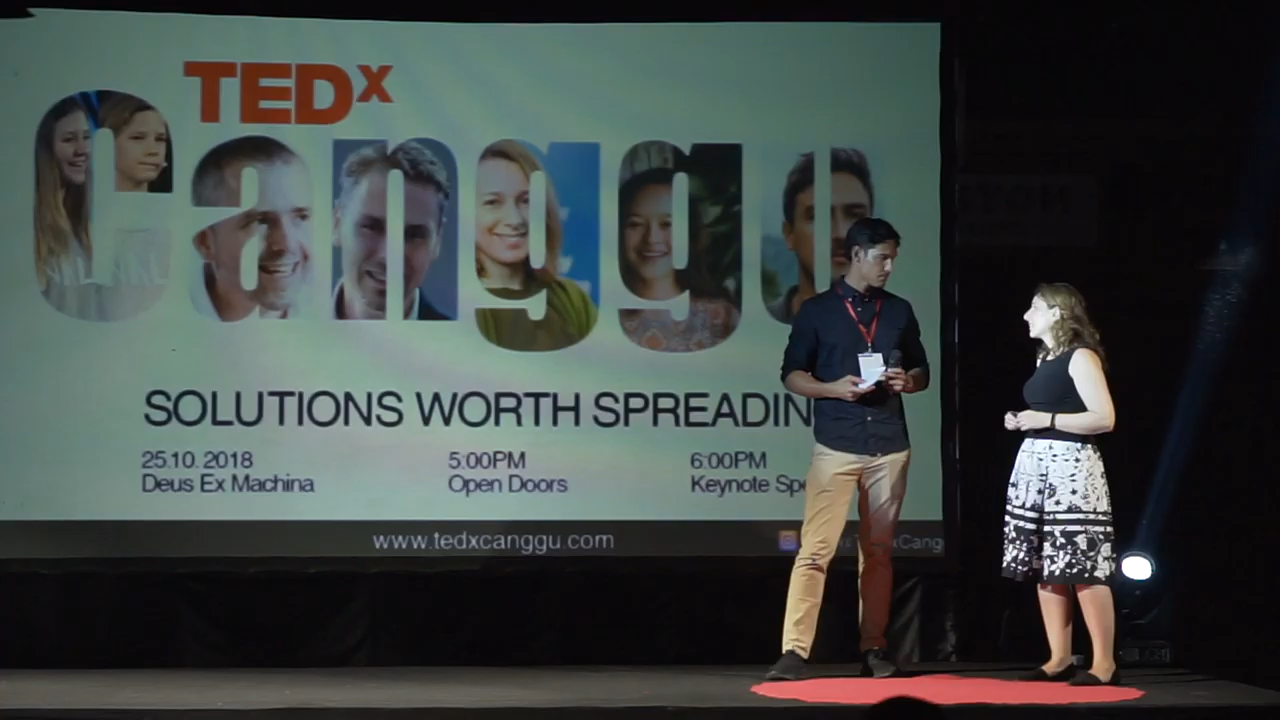 TEDx
Canggu
SOLUTIONS WORTH SPREADIN
25.10. 2018
Deus Ex Machina
5:00PM
Open Doors
6:00PM
Keynote Spe
www.tedxcanggu.com